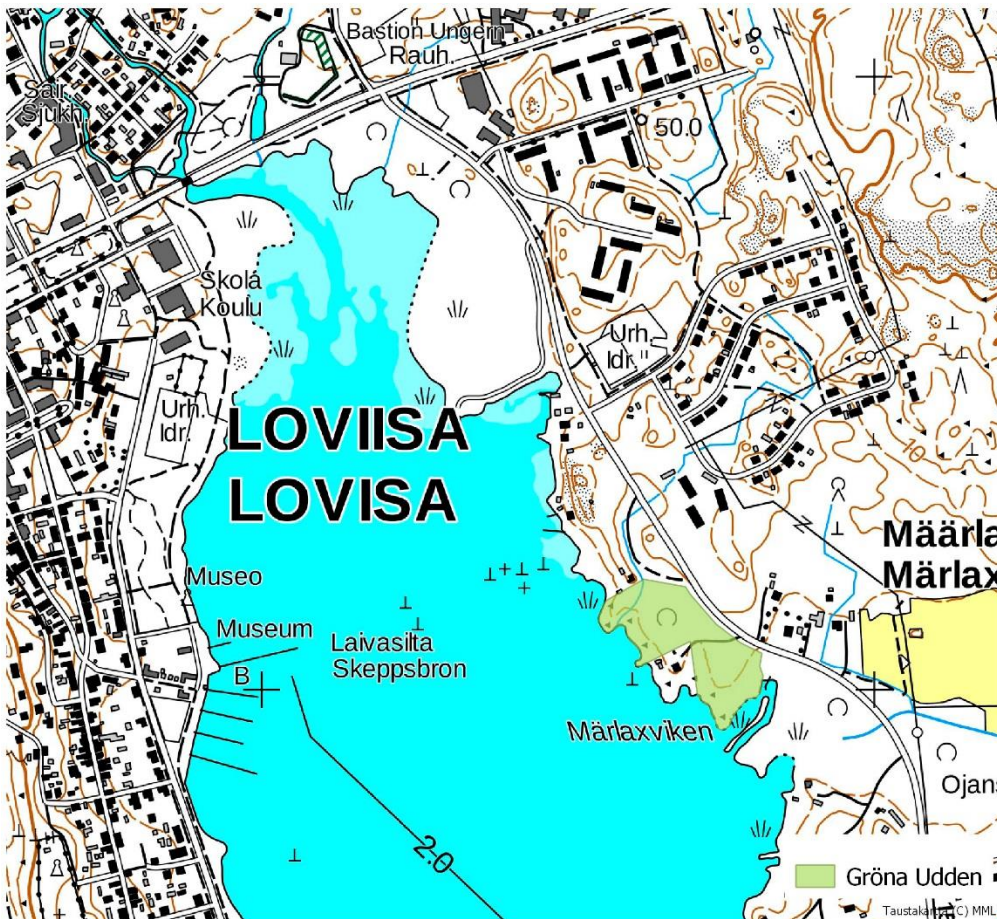 Bastion Ungern
Rauh.
Sair
Sjukh.
50.0
Skola
Koulu
Urh.
Idr.
Urh.
Idr.
LOVIISA
LOVISA
Määrla
Märlax
Museo
Museum
Laivasilta
Skeppsbron
B
Märlaxviken
Ojans
2.0
10
Gröna Udden
Taustakartta (C) MML